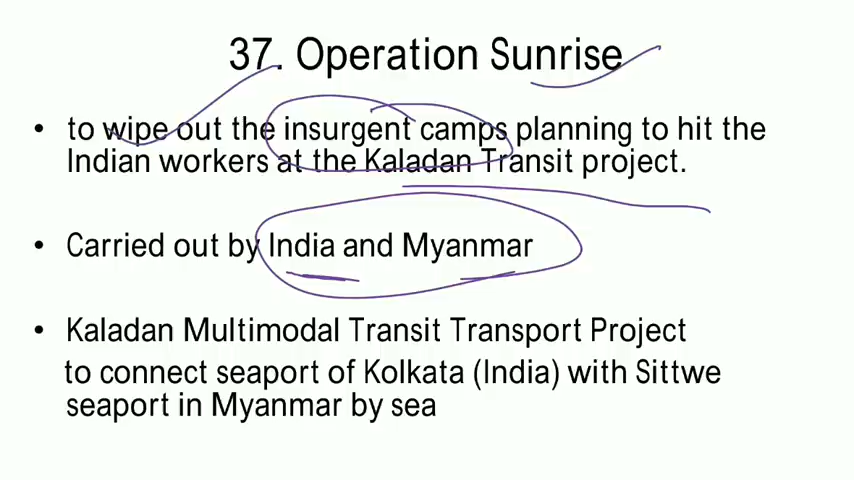 37. Operation Sunrise
• to wipe out the insurgent camps planning to hit the
Indian workers at the Kaladan Transit project.
• Carried out by India and Myanmar
• Kaladan Multimodal Transit Transport Project
to connect seaport of Kolkata (India) with Sittwe
seaport in Myanmar by sea